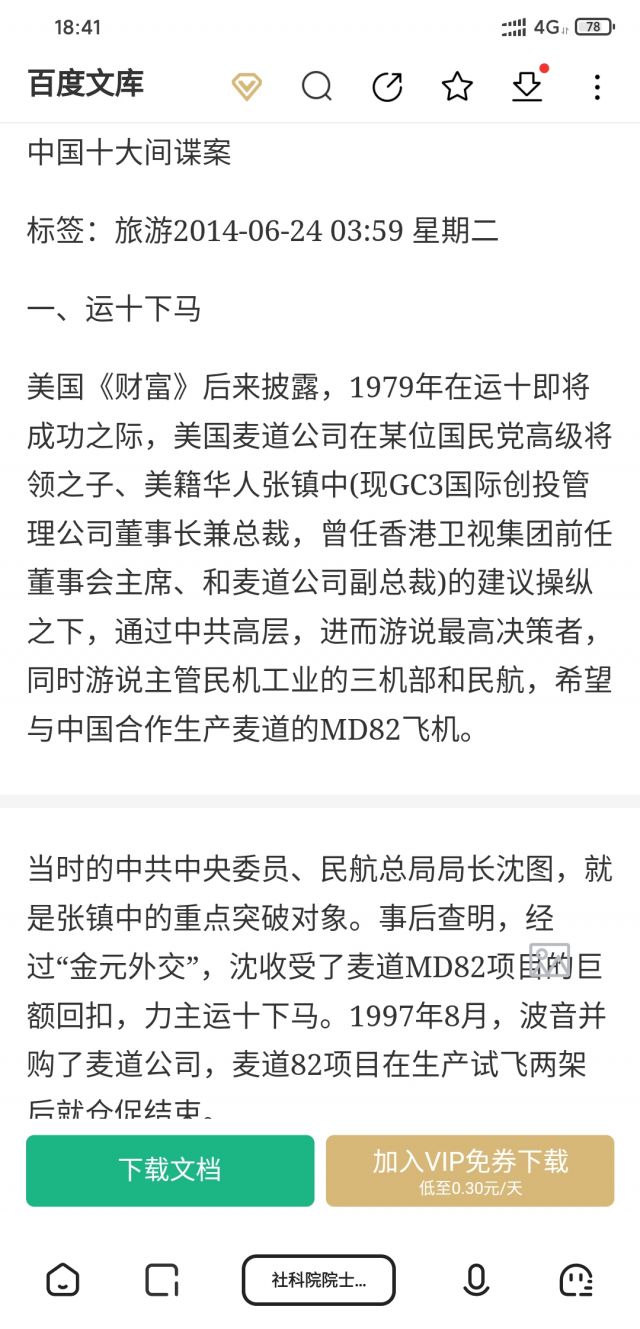 18:41
4G 78
百度文库
中国十大间谍案
标签：旅游2014-06-24 03:59 星期二
一、运十下马
美国《财富》后来披露，1979年在运十即将
成功之际，美国麦道公司在某位国民党高级将
领之子、美籍华人张镇中(现GC3国际创投管
理公司董事长兼总裁，曾任香港卫视集团前任
董事会主席、和麦道公司副总裁)的建议操纵
之下，通过中共高层，进而游说最高决策者，
同时游说主管民机工业的三机部和民航，希望
与中国合作生产麦道的MD82飞机。
当时的中共中央委员、民航总局局长沈图，就
是张镇中的重点突破对象。事后查明，经
过“金元外交”，沈收受了麦道MD82项目的巨
额回扣，力主运十下马。1997年8月，波音并
购了麦道公司，麦道82项目在生产试飞两架
后就仓促结束。
下载文档
加入VIP免券下载
低至0.30元/天
社科院院士...